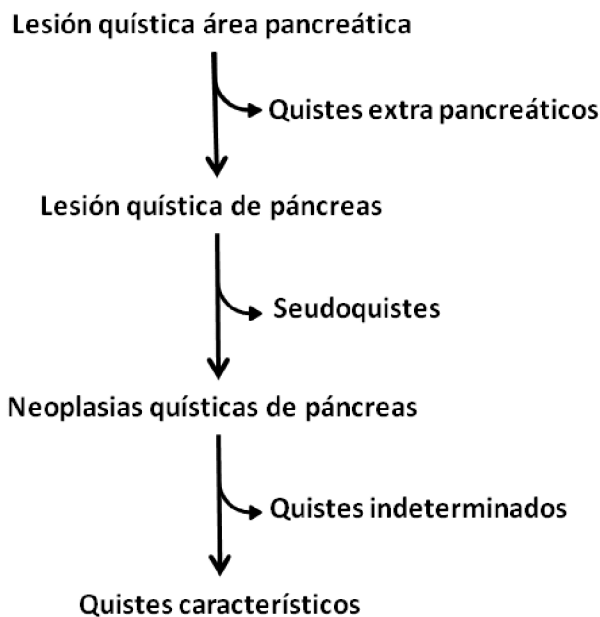 Lesión quística área pancreática
Quistes extra pancreáticos
Lesión quística de páncreas
Seudoquistes
Neoplasias quísticas de páncreas
Quistes indeterminados
Quistes característicos